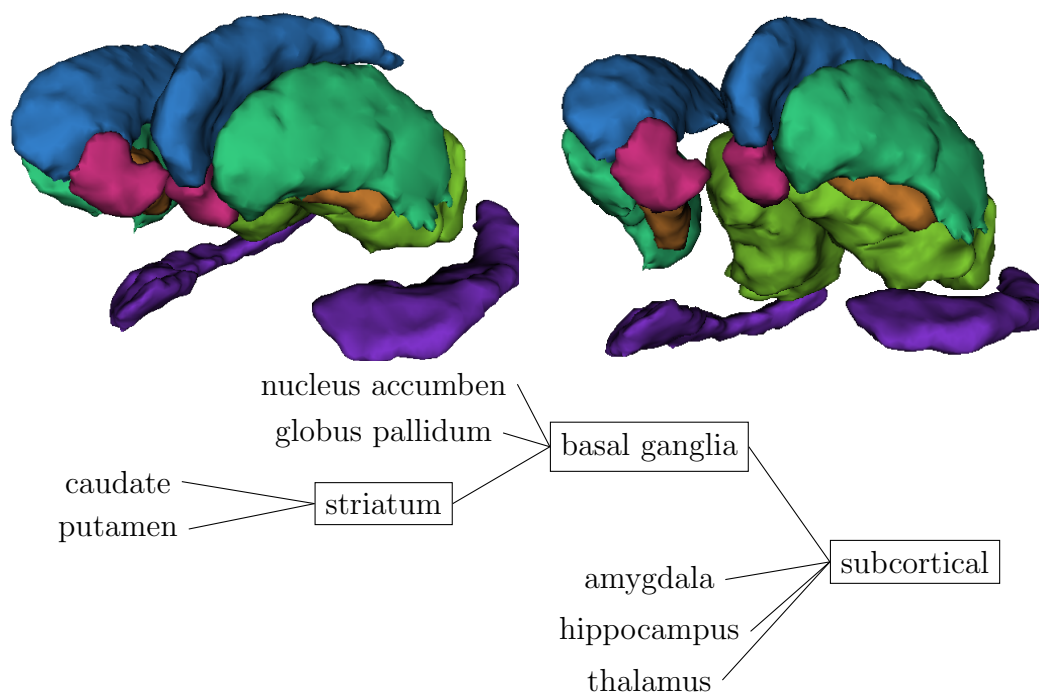 nucleus accumben
globus pallidum
basal ganglia
caudate
striatum
putamen
subcortical
amygdala
hippocampus
thalamus